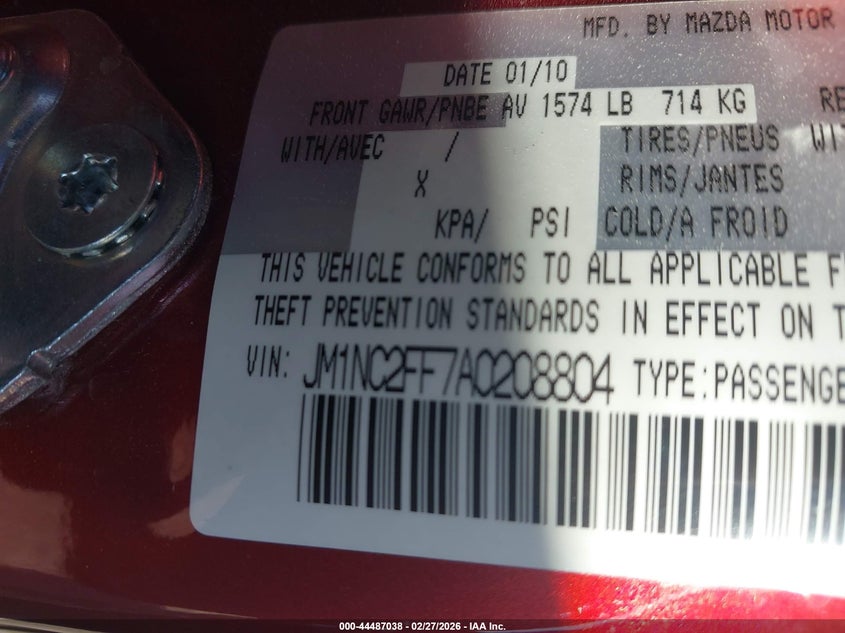 MFD. BY MAZDA MOTOR
DATE 01/10
FRONT GAWR/PNBE AV 1574 LB 714 KG RE
WITH/AVEC / TIRES/PNEUS WIT
X RIMS/JANTES
KPA/ PSI COLD/A FROID
THIS VEHICLE CONFORMS TO ALL APPLICABLE F
THEFT PREVENTION STANDARDS IN EFFECT ON T
VIN: JM1NC2FF7A0208804 TYPE:PASSENGE
000-44487038 - 02/27/2026 - IAA Inc.